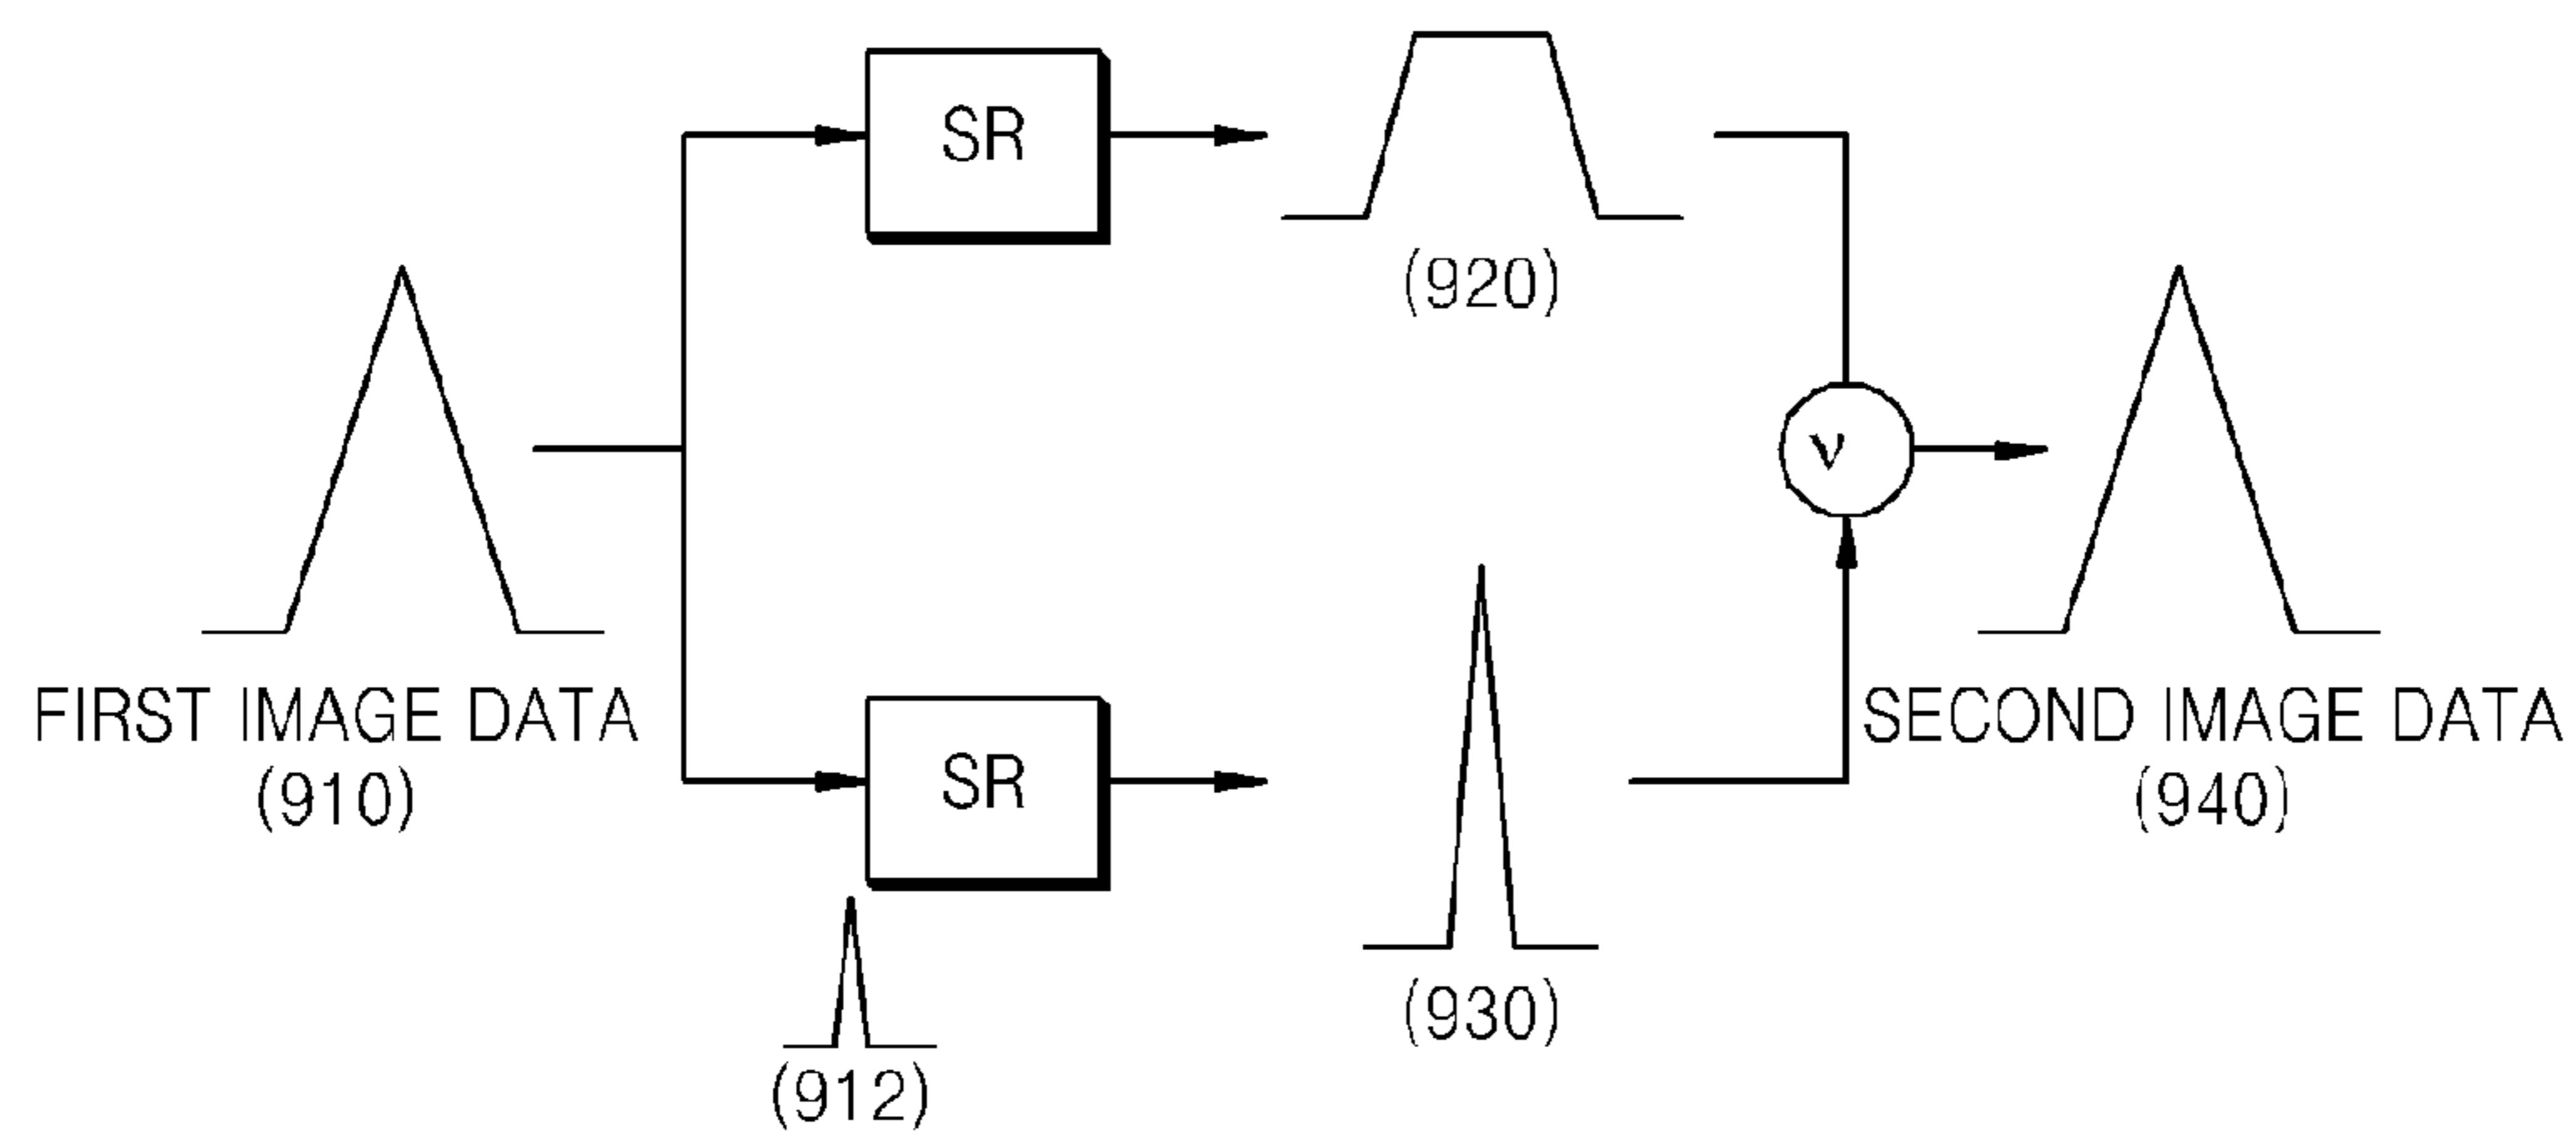 SR
(920)
ν
FIRST IMAGE DATA
(910)
SECOND IMAGE DATA
(940)
SR
(930)
(912)